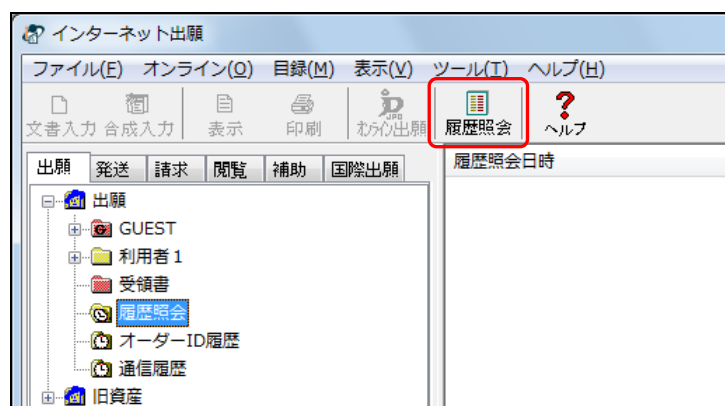 インターネット出願
ファイル(F) オンライン(O) 目録(M) 表示(V) ツール(T) ヘルプ(H)
文書入力 合成入力 表示 印刷 オンライン出願 履歴照会 ヘルプ
JPO
出願 発送 請求 閲覧 補助 国際出願
履歴照会日時
出願
G
GUEST
利用者1
受領書
履歴照会
オーダーID履歴
通信履歴
旧資産